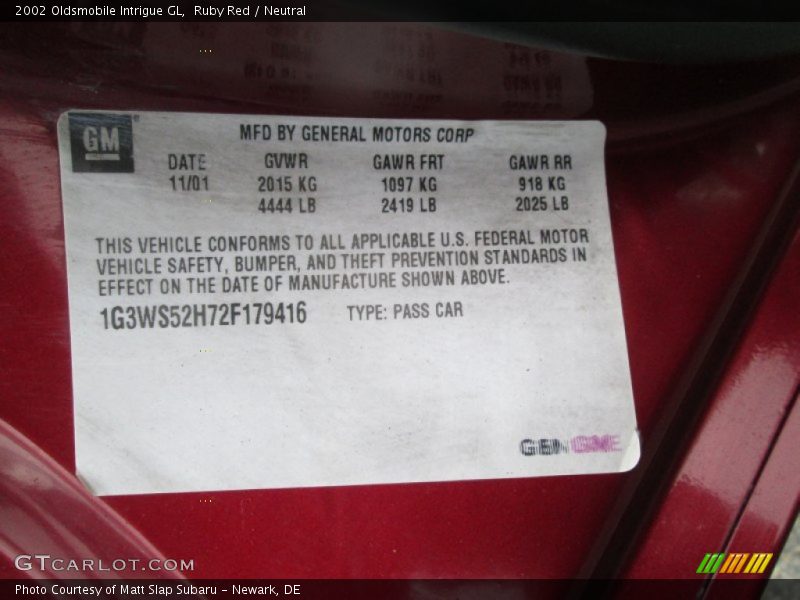 2002 Oldsmobile Intrigue GL,  Ruby Red / Neutral
GM
MFD BY GENERAL MOTORS CORP
DATE GVWR GAWR FRT GAWR RR
11/01 2015 KG 1097 KG 918 KG
4444 LB 2419 LB 2025 LB
THIS VEHICLE CONFORMS TO ALL APPLICABLE U.S. FEDERAL MOTOR
VEHICLE SAFETY, BUMPER, AND THEFT PREVENTION STANDARDS IN
EFFECT ON THE DATE OF MANUFACTURE SHOWN ABOVE.
1G3WS52H72F179416 TYPE: PASS CAR
GTCARLOT.COM
Photo Courtesy of Matt Slap Subaru - Newark, DE